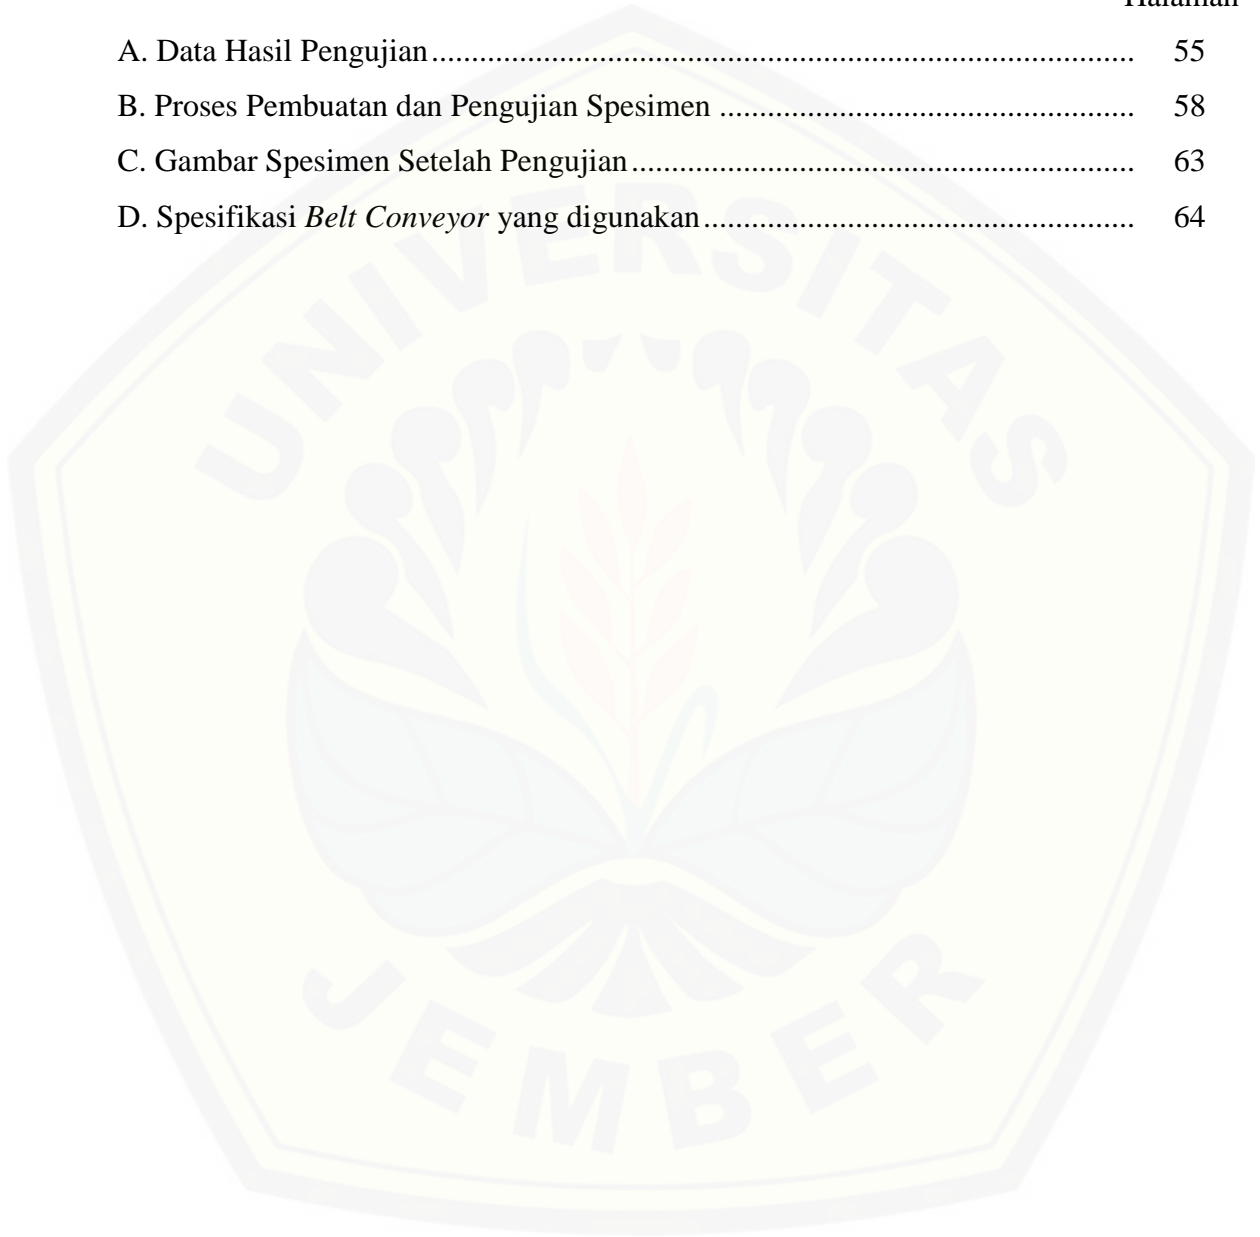 Halaman
A. Data Hasil Pengujian........................................................................................ 55
B. Proses Pembuatan dan Pengujian Spesimen .................................................... 58
C. Gambar Spesimen Setelah Pengujian............................................................... 63
D. Spesifikasi Belt Conveyor yang digunakan...................................................... 64
UNIVERSITAS
JEMBER